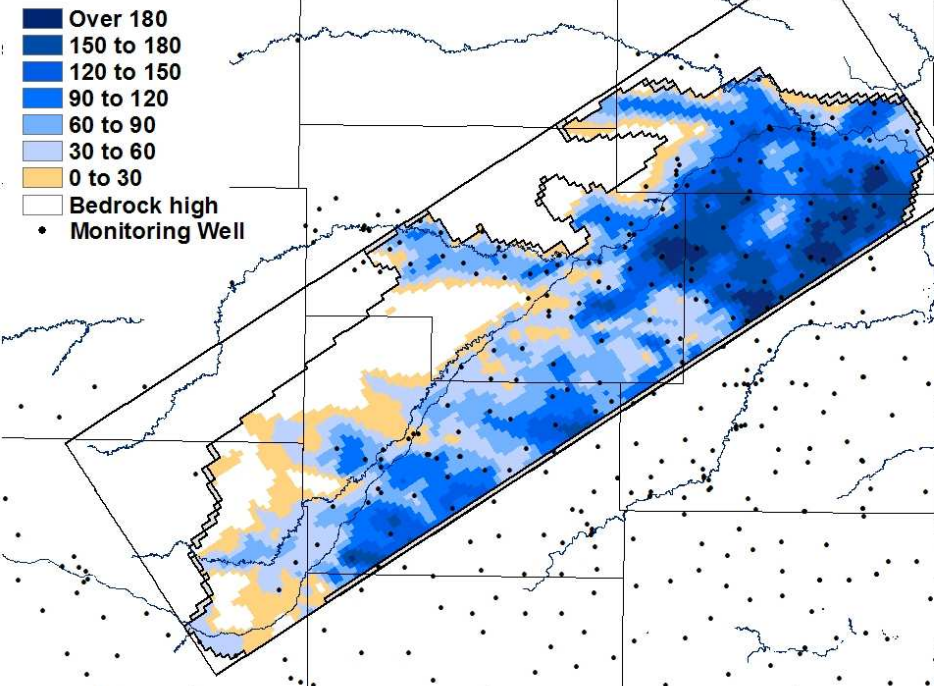 Over 180
150 to 180
120 to 150
90 to 120
60 to 90
30 to 60
0 to 30
Bedrock high
Monitoring Well